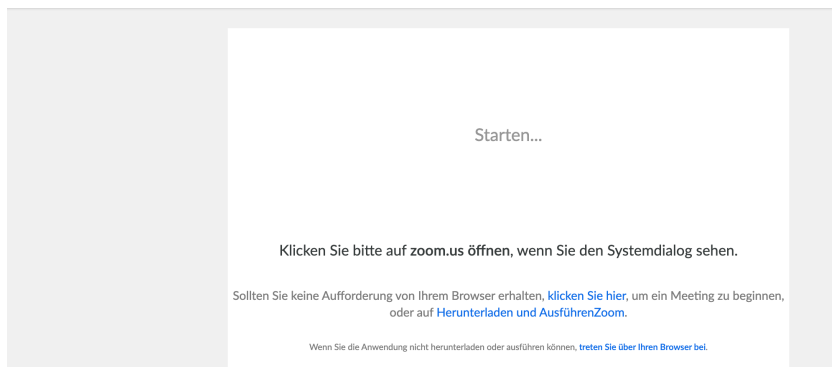 Starten...
Klicken Sie bitte auf zoom.us öffnen, wenn Sie den Systemdialog sehen.
Sollten Sie keine Aufforderung von Ihrem Browser erhalten, klicken Sie hier, um ein Meeting zu beginnen,
oder auf Herunterladen und AusführenZoom.
Wenn Sie die Anwendung nicht herunterladen oder ausführen können, treten Sie über Ihren Browser bei.